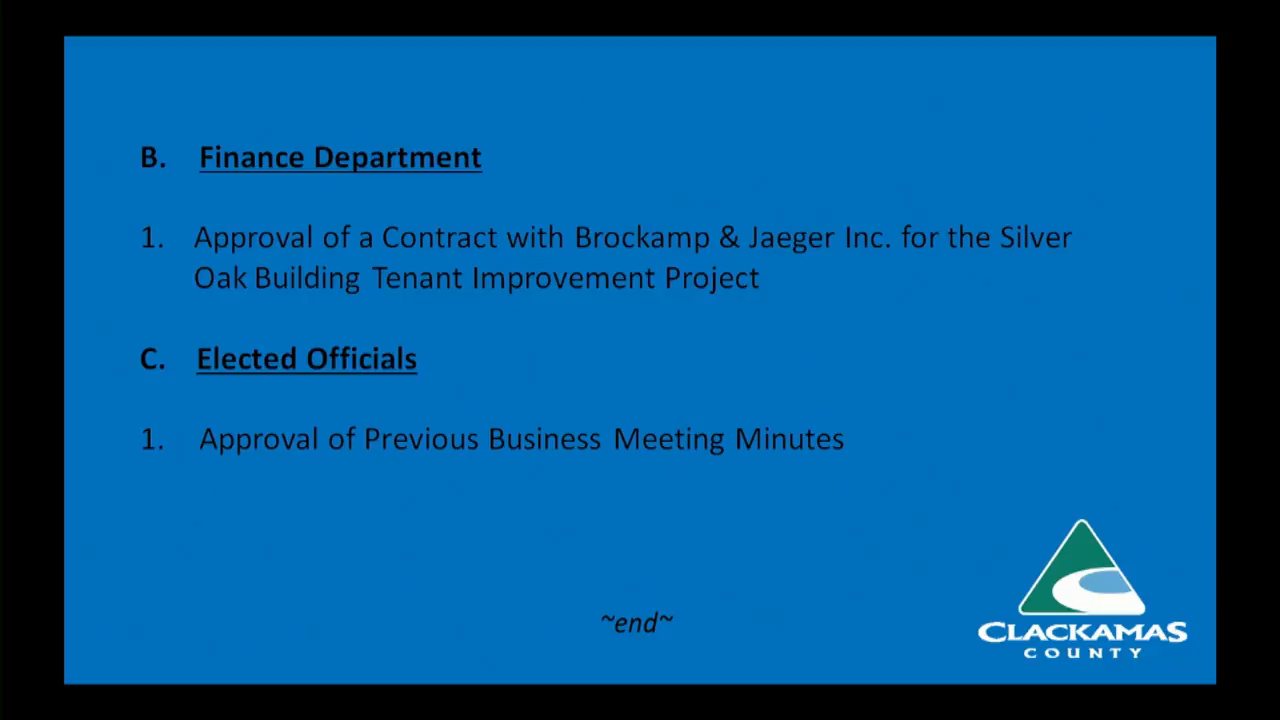 B. Finance Department
1. Approval of a Contract with Brockamp & Jaeger Inc. for the Silver
Oak Building Tenant Improvement Project
C. Elected Officials
1. Approval of Previous Business Meeting Minutes
~end~
CLACKAMAS
COUNTY